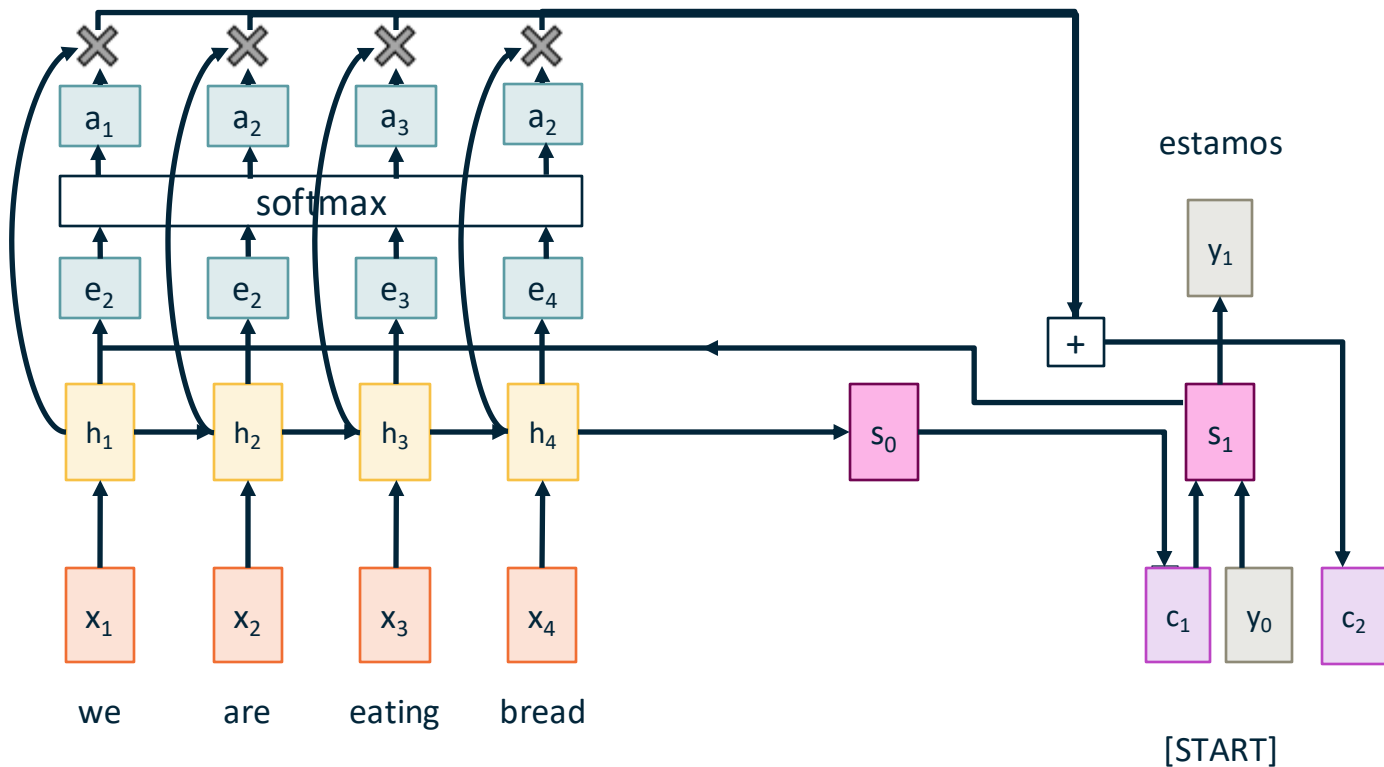 a₁ a₂ a₃ a₂
estamos
softmax
y₁
e₂ e₂ e₃ e₄
+
h₁ h₂ h₃ h₄ s₀ s₁
x₁ x₂ x₃ x₄ c₁ y₀ c₂
we are eating bread
[START]